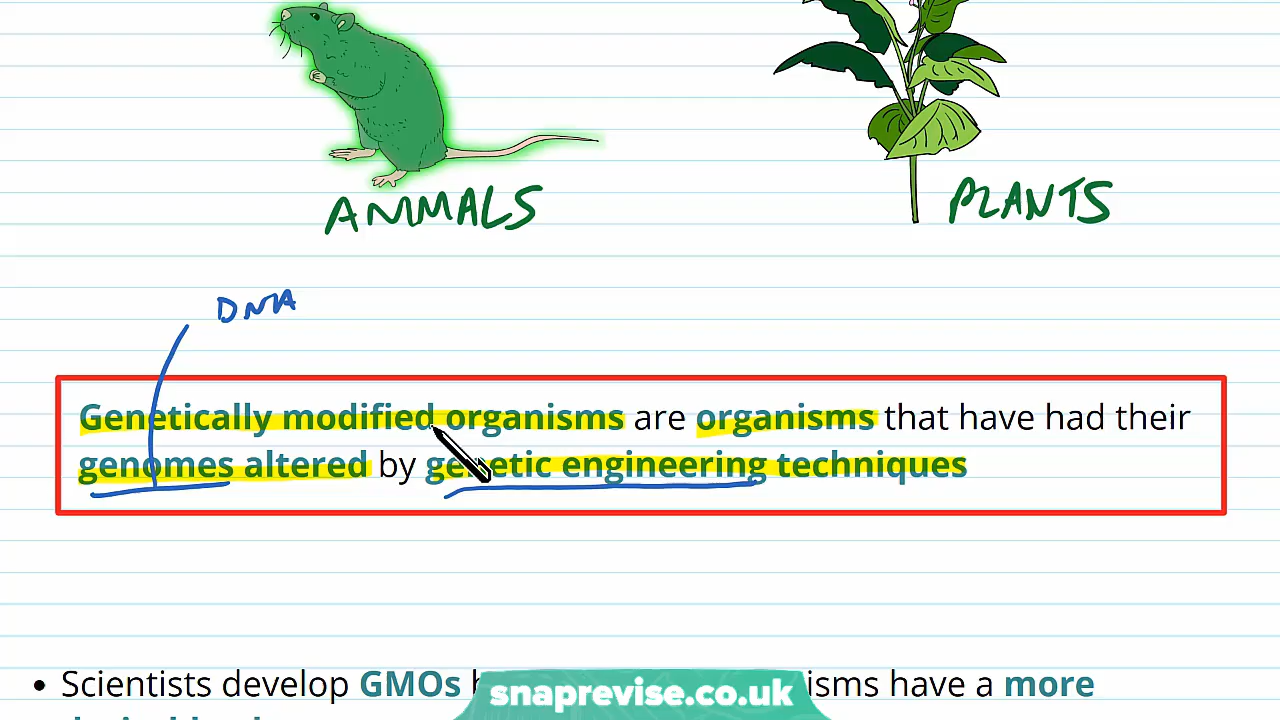 ANIMALS
PLANTS
DNA
Genetically modified organisms are organisms that have had their
genomes altered by genetic engineering techniques
• Scientists develop GMOs isms have a more
snaprevise.co.uk